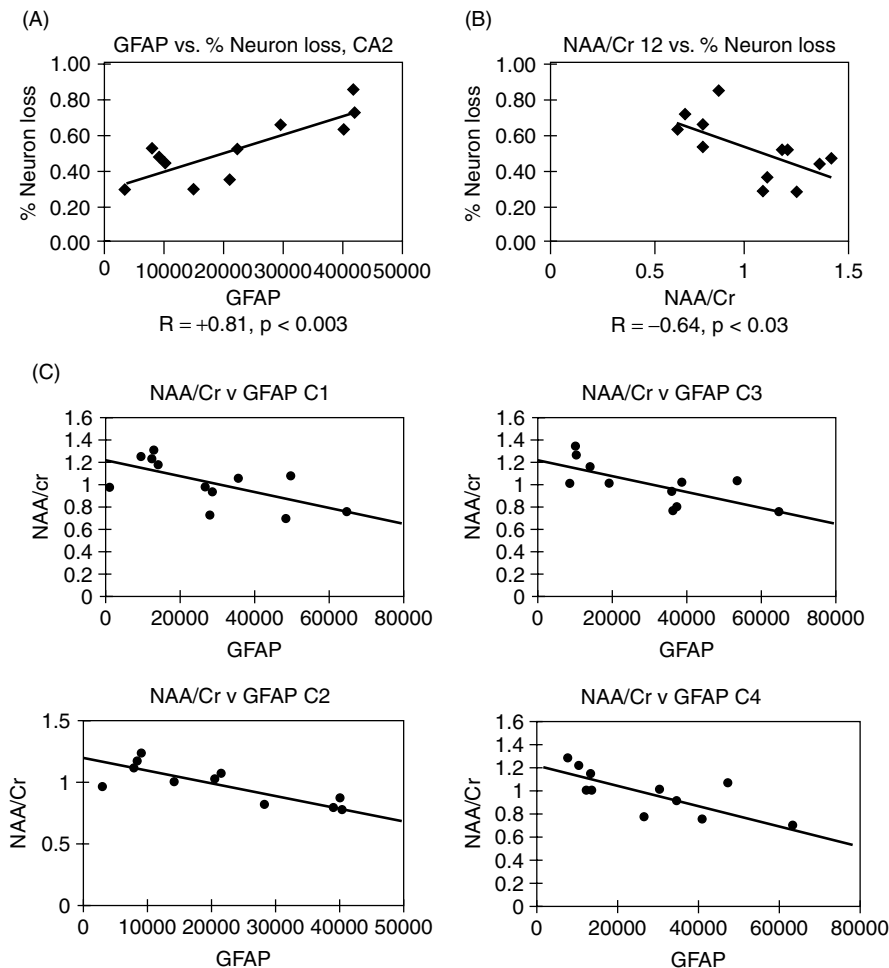 (A)
GFAP vs. % Neuron loss, CA2
1.00
0.80
0.60
0.40
0.20
0.00
% Neuron loss
0 10000 20000 30000 40000 50000
GFAP
R = +0.81, p < 0.003
(B)
NAA/Cr 12 vs. % Neuron loss
1.00
0.80
0.60
0.40
0.20
0.00
% Neuron loss
0 0.5 1 1.5
NAA/Cr
R = −0.64, p < 0.03
(C)
NAA/Cr v GFAP C1
1.6
1.4
1.2
1
0.8
0.6
0.4
0.2
0
NAA/cr
0 20000 40000 60000 80000
GFAP
NAA/Cr v GFAP C3
1.6
1.4
1.2
1
0.8
0.6
0.4
0.2
0
NAA/cr
0 20000 40000 60000 80000
GFAP
NAA/Cr v GFAP C2
1.5
1
0.5
0
NAA/Cr
0 10000 20000 30000 40000 50000
GFAP
NAA/Cr v GFAP C4
1.6
1.4
1.2
1
0.8
0.6
0.4
0.2
0
NAA/Cr
0 20000 40000 60000 80000
GFAP